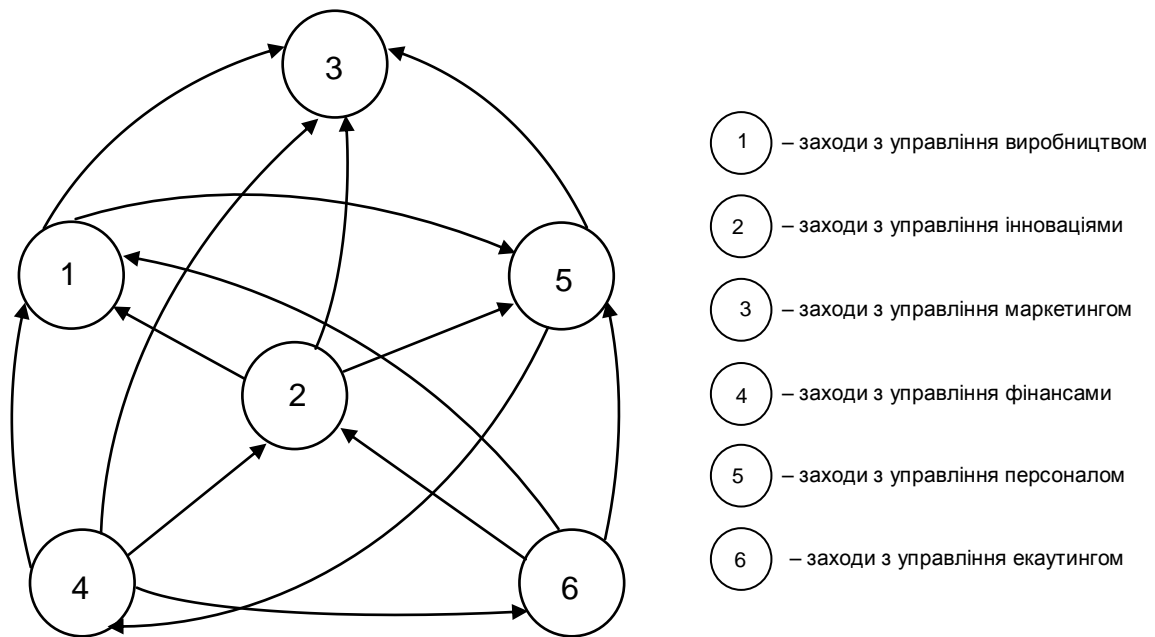 3
1
5
2
4
6
1 – заходи з управління виробництвом
2 – заходи з управління інноваціями
3 – заходи з управління маркетингом
4 – заходи з управління фінансами
5 – заходи з управління персоналом
6 – заходи з управління екаутингом